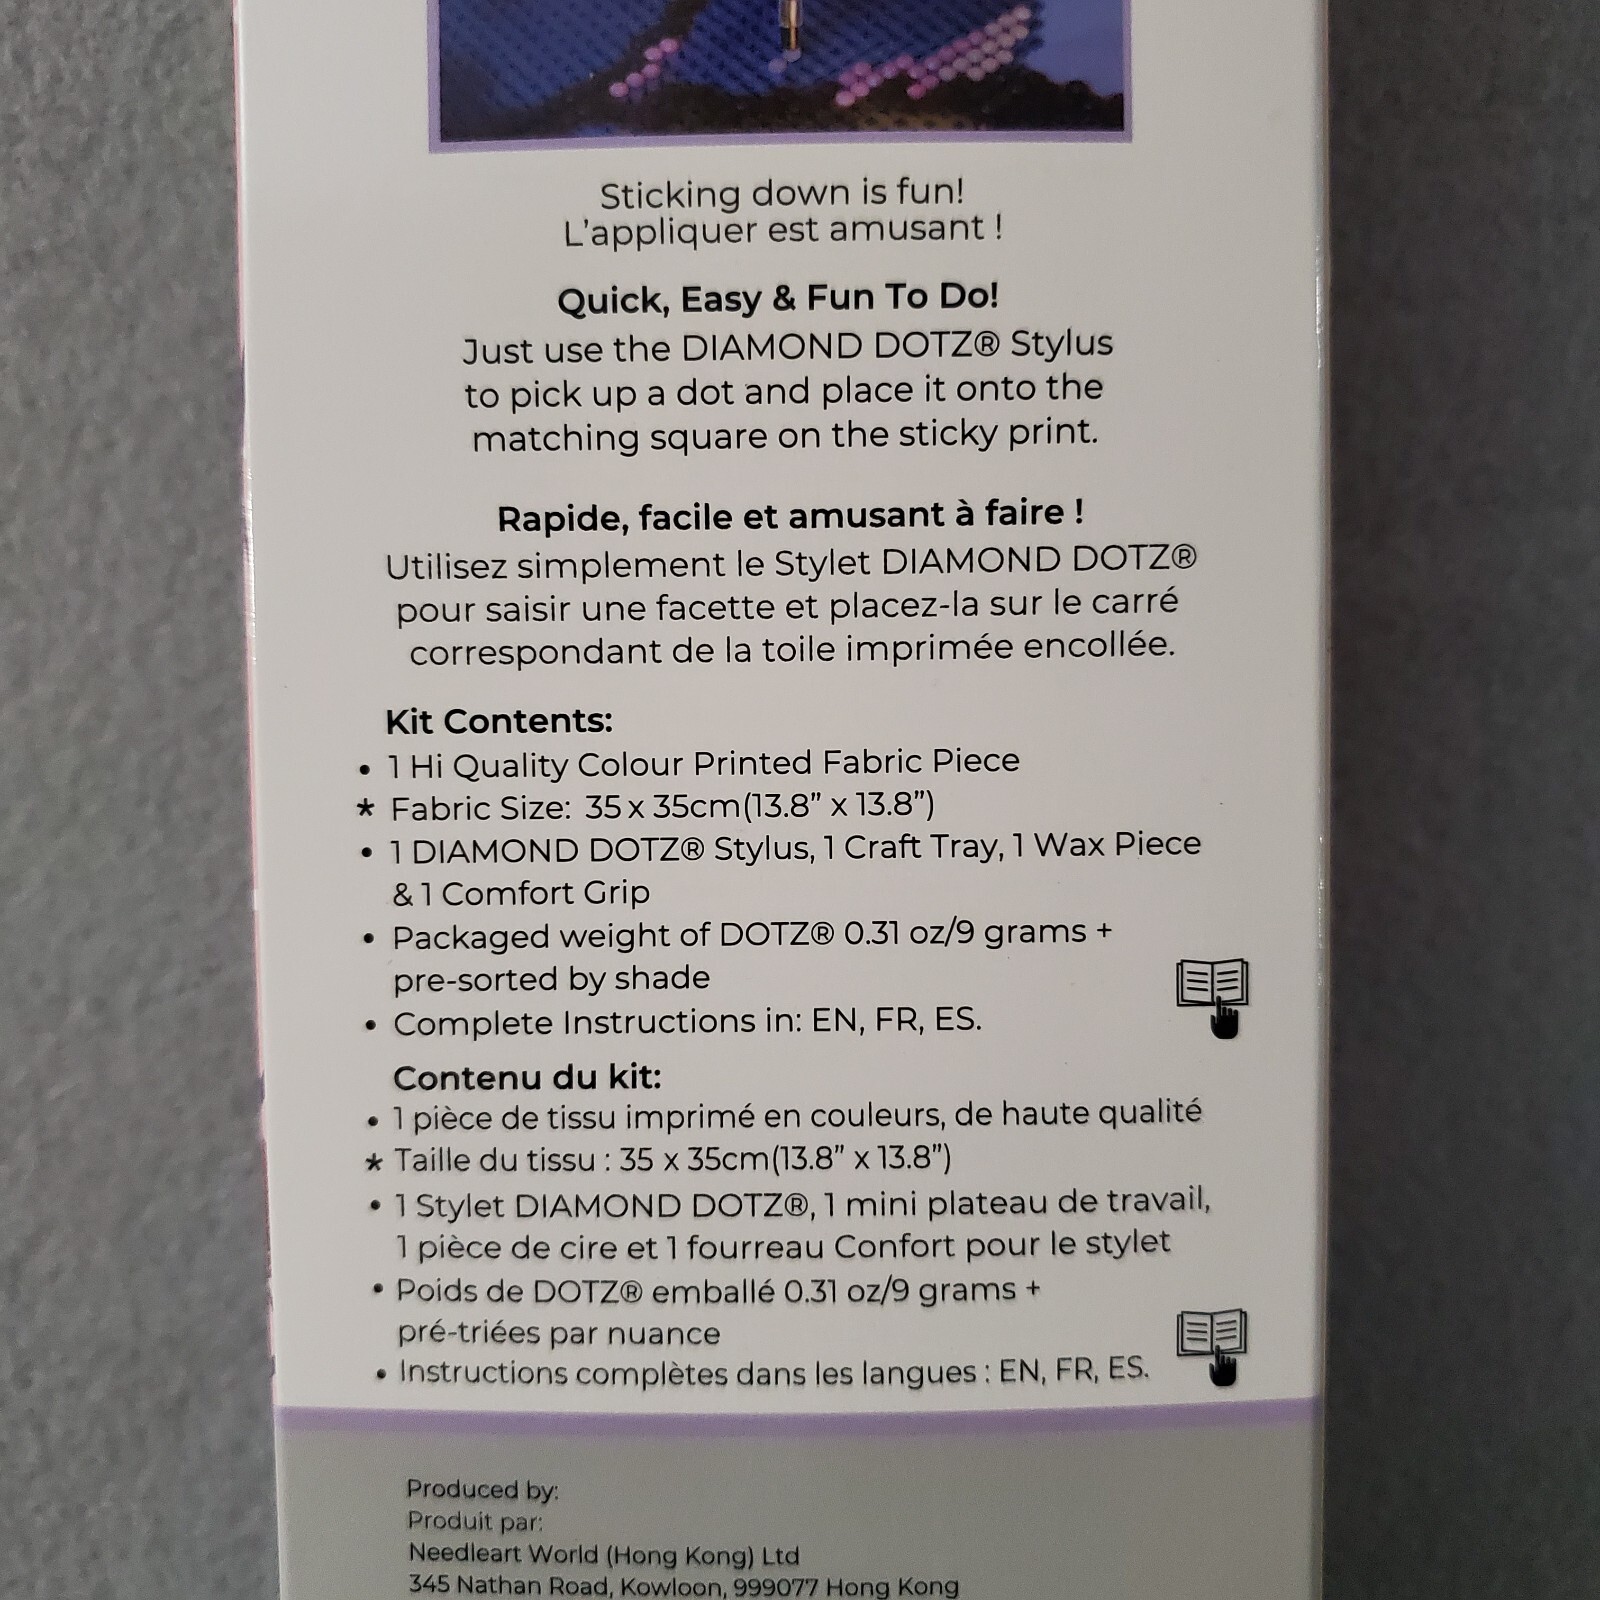 Sticking down is fun!
L'appliquer est amusant !
Quick, Easy & Fun To Do!
Just use the DIAMOND DOTZ® Stylus
to pick up a dot and place it onto the
matching square on the sticky print.
Rapide, facile et amusant à faire !
Utilisez simplement le Stylet DIAMOND DOTZ®
pour saisir une facette et placez-la sur le carré
correspondant de la toile imprimée encollée.
Kit Contents:
• 1 Hi Quality Colour Printed Fabric Piece
* Fabric Size: 35 x 35cm(13.8” x 13.8”)
• 1 DIAMOND DOTZ® Stylus, 1 Craft Tray, 1 Wax Piece
& 1 Comfort Grip
• Packaged weight of DOTZ® 0.31 oz/9 grams +
pre-sorted by shade
• Complete Instructions in: EN, FR, ES.
Contenu du kit:
• 1 pièce de tissu imprimé en couleurs, de haute qualité
* Taille du tissu : 35 x 35cm(13.8” x 13.8”)
• 1 Stylet DIAMOND DOTZ®, 1 mini plateau de travail,
1 pièce de cire et 1 fourreau Confort pour le stylet
• Poids de DOTZ® emballé 0.31 oz/9 grams +
pré-triées par nuance
• Instructions complètes dans les langues : EN, FR, ES.
Produced by:
Produit par:
Needleart World (Hong Kong) Ltd
345 Nathan Road, Kowloon, 999077 Hong Kong